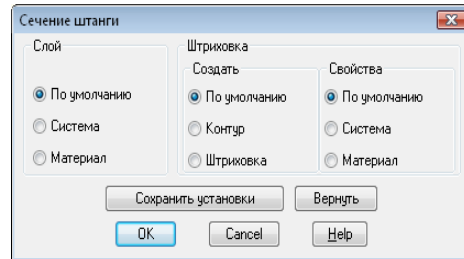 Сечение штанги
Слой
Штриховка
Создать
Свойства
По умолчанию
По умолчанию
По умолчанию
Система
Контур
Система
Материал
Штриховка
Материал
Сохранить установки
Вернуть
OK
Cancel
Help